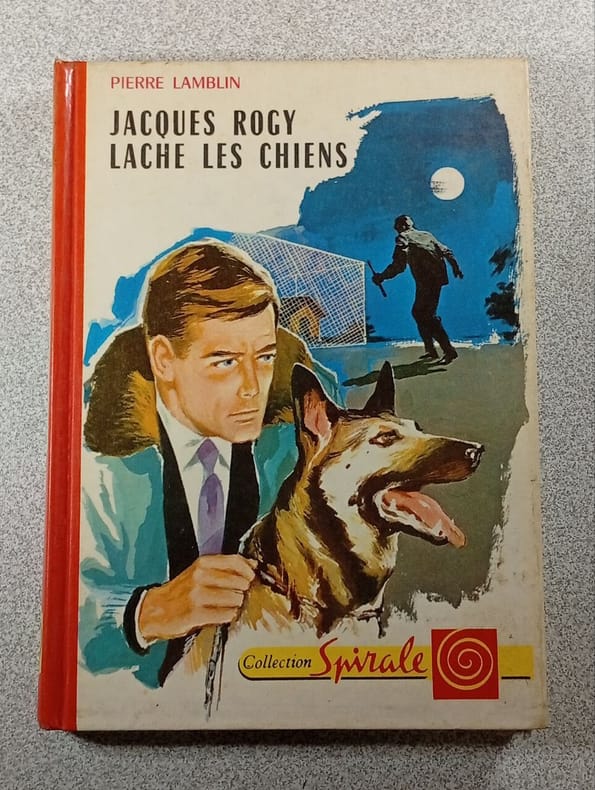 PIERRE LAMBLIN
JACQUES ROGY
LACHE LES CHIENS
Collection Spirale